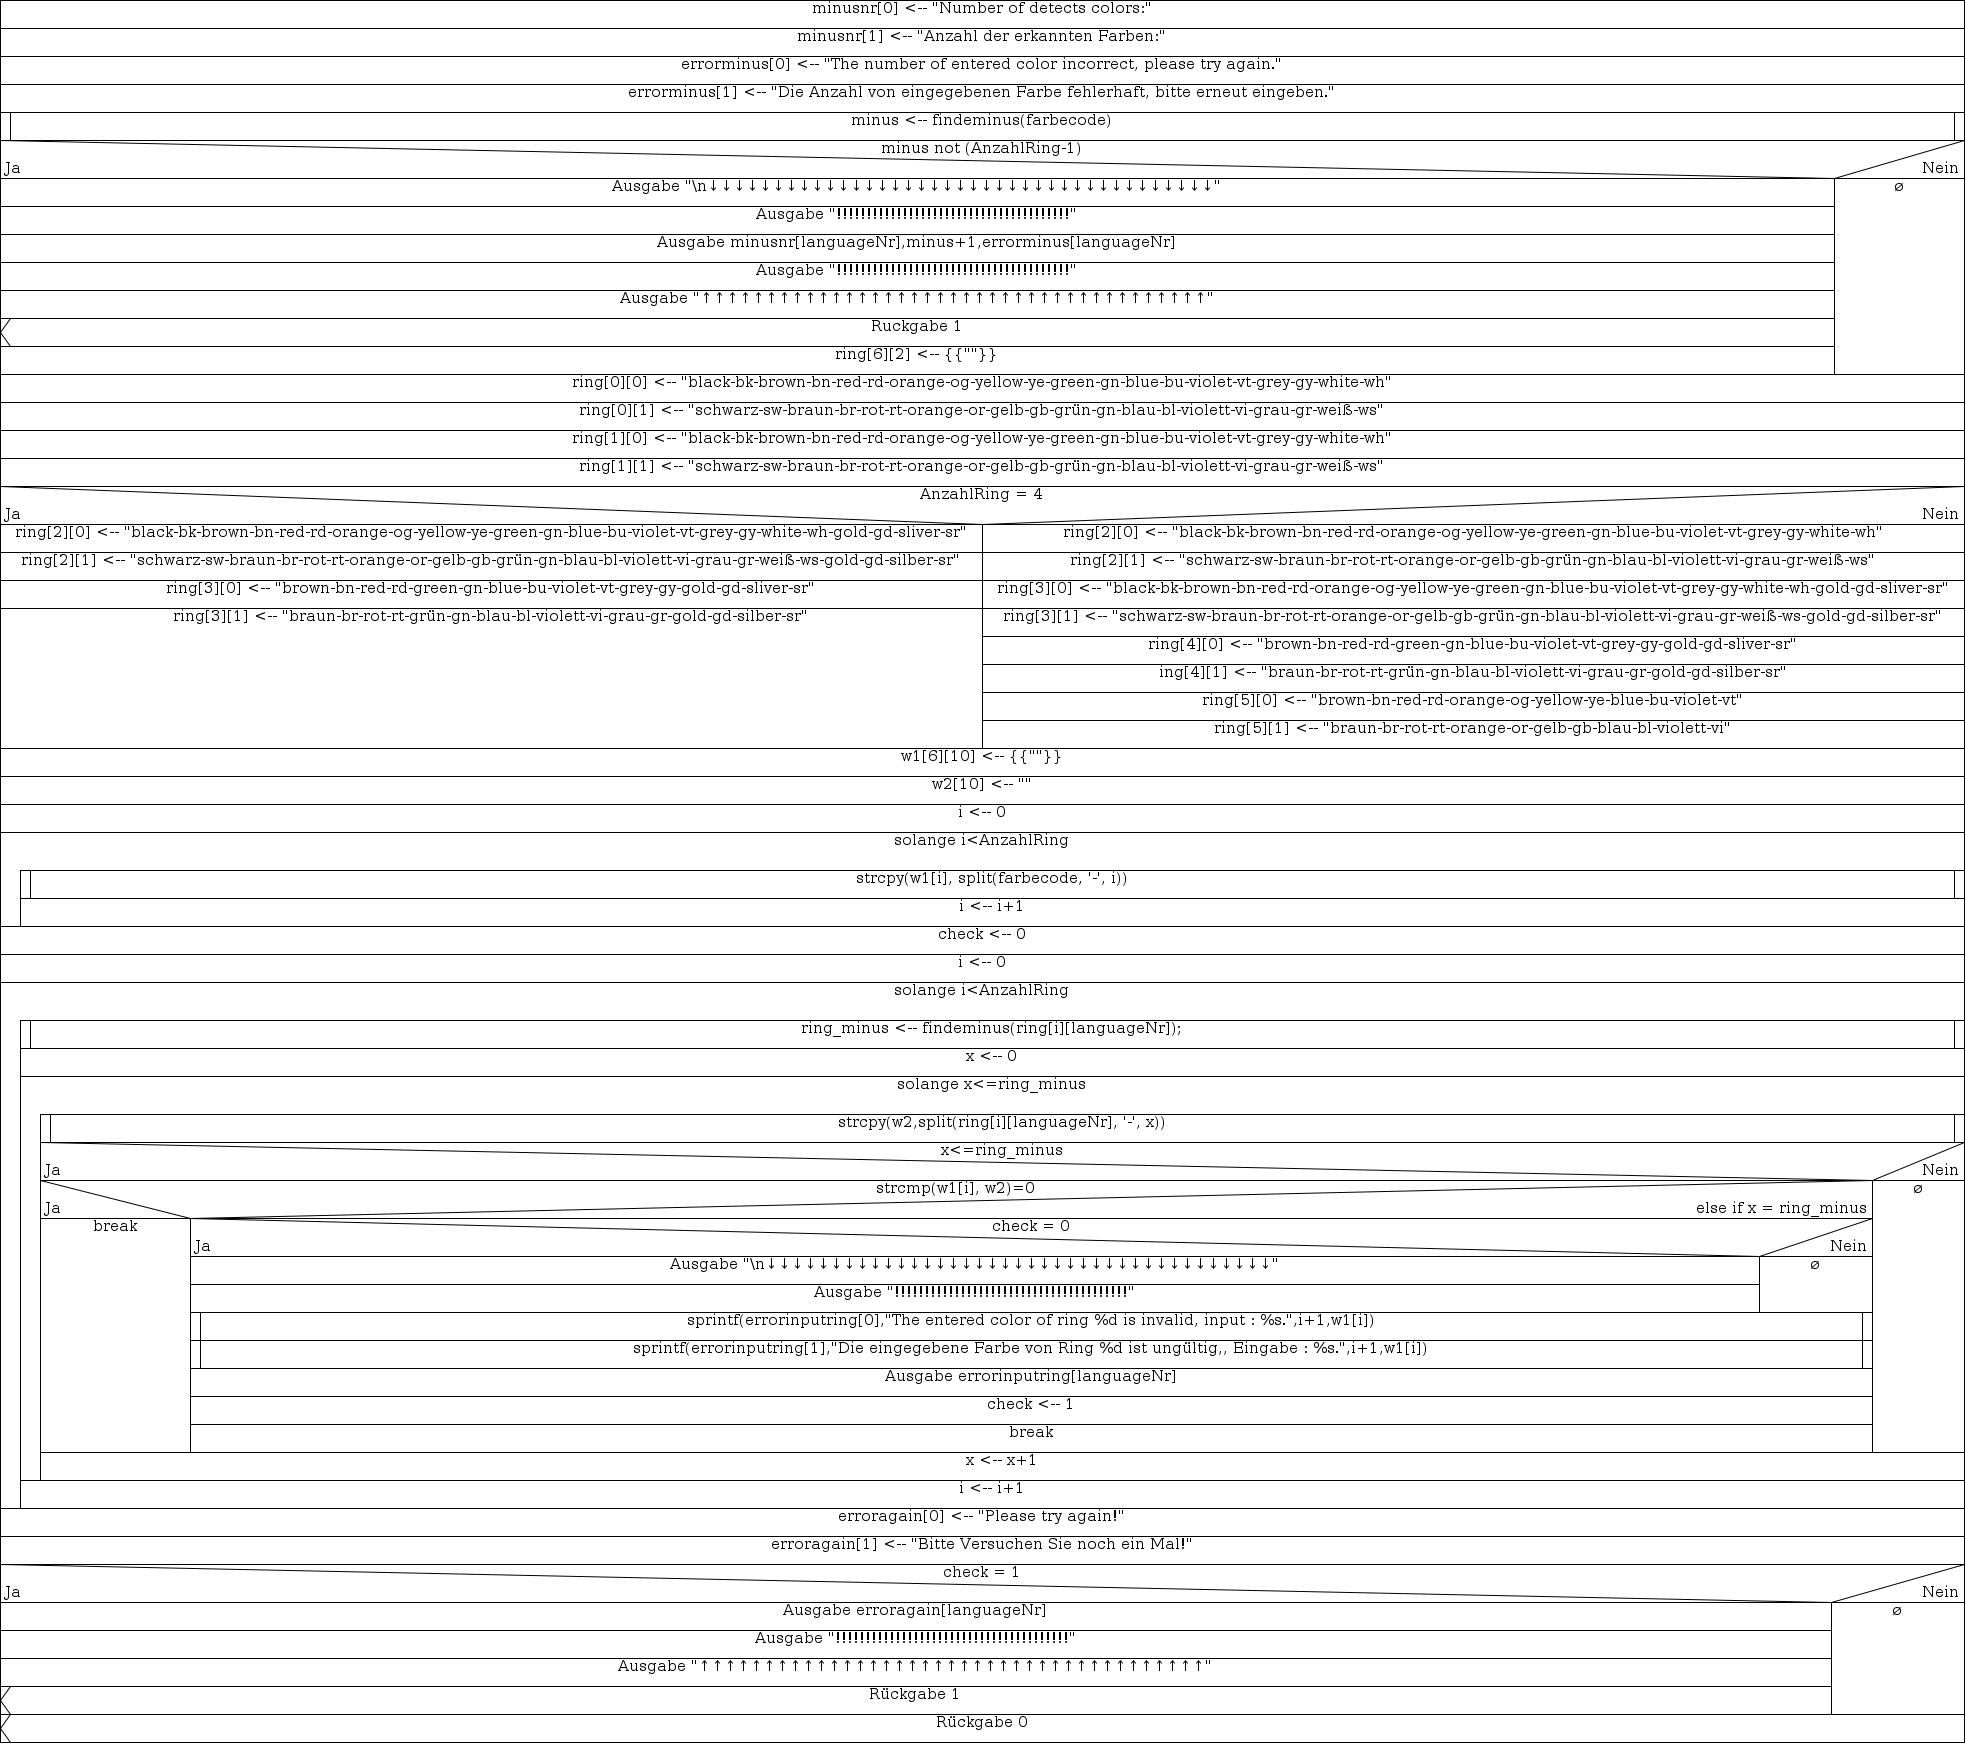 minusnr[0] <-- "Number of detects colors:"
minusnr[1] <-- "Anzahl der erkannten Farben:"
errorminus[0] <-- "The number of entered color incorrect, please try again."
errorminus[1] <-- "Die Anzahl von eingegebenen Farbe fehlerhaft, bitte erneut eingeben."
minus <-- findeminus(farbecode)
minus not (AnzahlRing-1)
Ja
Nein
Ausgabe "\n↓↓↓↓↓↓↓↓↓↓↓↓↓↓↓↓↓↓↓↓↓↓↓↓↓↓↓↓↓↓↓↓↓↓↓↓↓↓↓"
∅
Ausgabe "!!!!!!!!!!!!!!!!!!!!!!!!!!!!!!!!!!!!!!!"
Ausgabe minusnr[languageNr],minus+1,errorminus[languageNr]
Ausgabe "!!!!!!!!!!!!!!!!!!!!!!!!!!!!!!!!!!!!!!!"
Ausgabe "↑↑↑↑↑↑↑↑↑↑↑↑↑↑↑↑↑↑↑↑↑↑↑↑↑↑↑↑↑↑↑↑↑↑↑↑↑↑↑"
Ruckgabe 1
ring[6][2] <-- {{""}}
ring[0][0] <-- "black-bk-brown-bn-red-rd-orange-og-yellow-ye-green-gn-blue-bu-violet-vt-grey-gy-white-wh"
ring[0][1] <-- "schwarz-sw-braun-br-rot-rt-orange-or-gelb-gb-grün-gn-blau-bl-violett-vi-grau-gr-weiß-ws"
ring[1][0] <-- "black-bk-brown-bn-red-rd-orange-og-yellow-ye-green-gn-blue-bu-violet-vt-grey-gy-white-wh"
ring[1][1] <-- "schwarz-sw-braun-br-rot-rt-orange-or-gelb-gb-grün-gn-blau-bl-violett-vi-grau-gr-weiß-ws"
AnzahlRing = 4
Ja
Nein
ring[2][0] <-- "black-bk-brown-bn-red-rd-orange-og-yellow-ye-green-gn-blue-bu-violet-vt-grey-gy-white-wh-gold-gd-sliver-sr"
ring[2][1] <-- "schwarz-sw-braun-br-rot-rt-orange-or-gelb-gb-grün-gn-blau-bl-violett-vi-grau-gr-weiß-ws-gold-gd-silber-sr"
ring[3][0] <-- "brown-bn-red-rd-green-gn-blue-bu-violet-vt-grey-gy-gold-gd-sliver-sr"
ring[3][1] <-- "braun-br-rot-rt-grün-gn-blau-bl-violett-vi-grau-gr-gold-gd-silber-sr"
ring[2][0] <-- "black-bk-brown-bn-red-rd-orange-og-yellow-ye-green-gn-blue-bu-violet-vt-grey-gy-white-wh"
ring[2][1] <-- "schwarz-sw-braun-br-rot-rt-orange-or-gelb-gb-grün-gn-blau-bl-violett-vi-grau-gr-weiß-ws"
ring[3][0] <-- "black-bk-brown-bn-red-rd-orange-og-yellow-ye-green-gn-blue-bu-violet-vt-grey-gy-white-wh-gold-gd-sliver-sr"
ring[3][1] <-- "schwarz-sw-braun-br-rot-rt-orange-or-gelb-gb-grün-gn-blau-bl-violett-vi-grau-gr-weiß-ws-gold-gd-silber-sr"
ring[4][0] <-- "brown-bn-red-rd-green-gn-blue-bu-violet-vt-grey-gy-gold-gd-sliver-sr"
ing[4][1] <-- "braun-br-rot-rt-grün-gn-blau-bl-violett-vi-grau-gr-gold-gd-silber-sr"
ring[5][0] <-- "brown-bn-red-rd-orange-og-yellow-ye-blue-bu-violet-vt"
ring[5][1] <-- "braun-br-rot-rt-orange-or-gelb-gb-blau-bl-violett-vi"
w1[6][10] <-- {{""}}
w2[10] <-- ""
i <-- 0
solange i<AnzahlRing
strcpy(w1[i], split(farbecode, '-', i))
i <-- i+1
check <-- 0
i <-- 0
solange i<AnzahlRing
ring_minus <-- findeminus(ring[i][languageNr]);
x <-- 0
solange x<=ring_minus
strcpy(w2,split(ring[i][languageNr], '-', x))
x<=ring_minus
Ja
Nein
strcmp(w1[i], w2)=0
∅
Ja
else if x = ring_minus
break
check = 0
Ja
Nein
Ausgabe "\n↓↓↓↓↓↓↓↓↓↓↓↓↓↓↓↓↓↓↓↓↓↓↓↓↓↓↓↓↓↓↓↓↓↓↓↓↓↓↓"
∅
Ausgabe "!!!!!!!!!!!!!!!!!!!!!!!!!!!!!!!!!!!!!!!"
sprintf(errorinputring[0],"The entered color of ring %d is invalid, input : %s.",i+1,w1[i])
sprintf(errorinputring[1],"Die eingegebene Farbe von Ring %d ist ungültig,, Eingabe : %s.",i+1,w1[i])
Ausgabe errorinputring[languageNr]
check <-- 1
break
x <-- x+1
i <-- i+1
erroragain[0] <-- "Please try again!"
erroragain[1] <-- "Bitte Versuchen Sie noch ein Mal!"
check = 1
Ja
Nein
Ausgabe erroragain[languageNr]
∅
Ausgabe "!!!!!!!!!!!!!!!!!!!!!!!!!!!!!!!!!!!!!!!"
Ausgabe "↑↑↑↑↑↑↑↑↑↑↑↑↑↑↑↑↑↑↑↑↑↑↑↑↑↑↑↑↑↑↑↑↑↑↑↑↑↑↑"
Rückgabe 1
Rückgabe 0